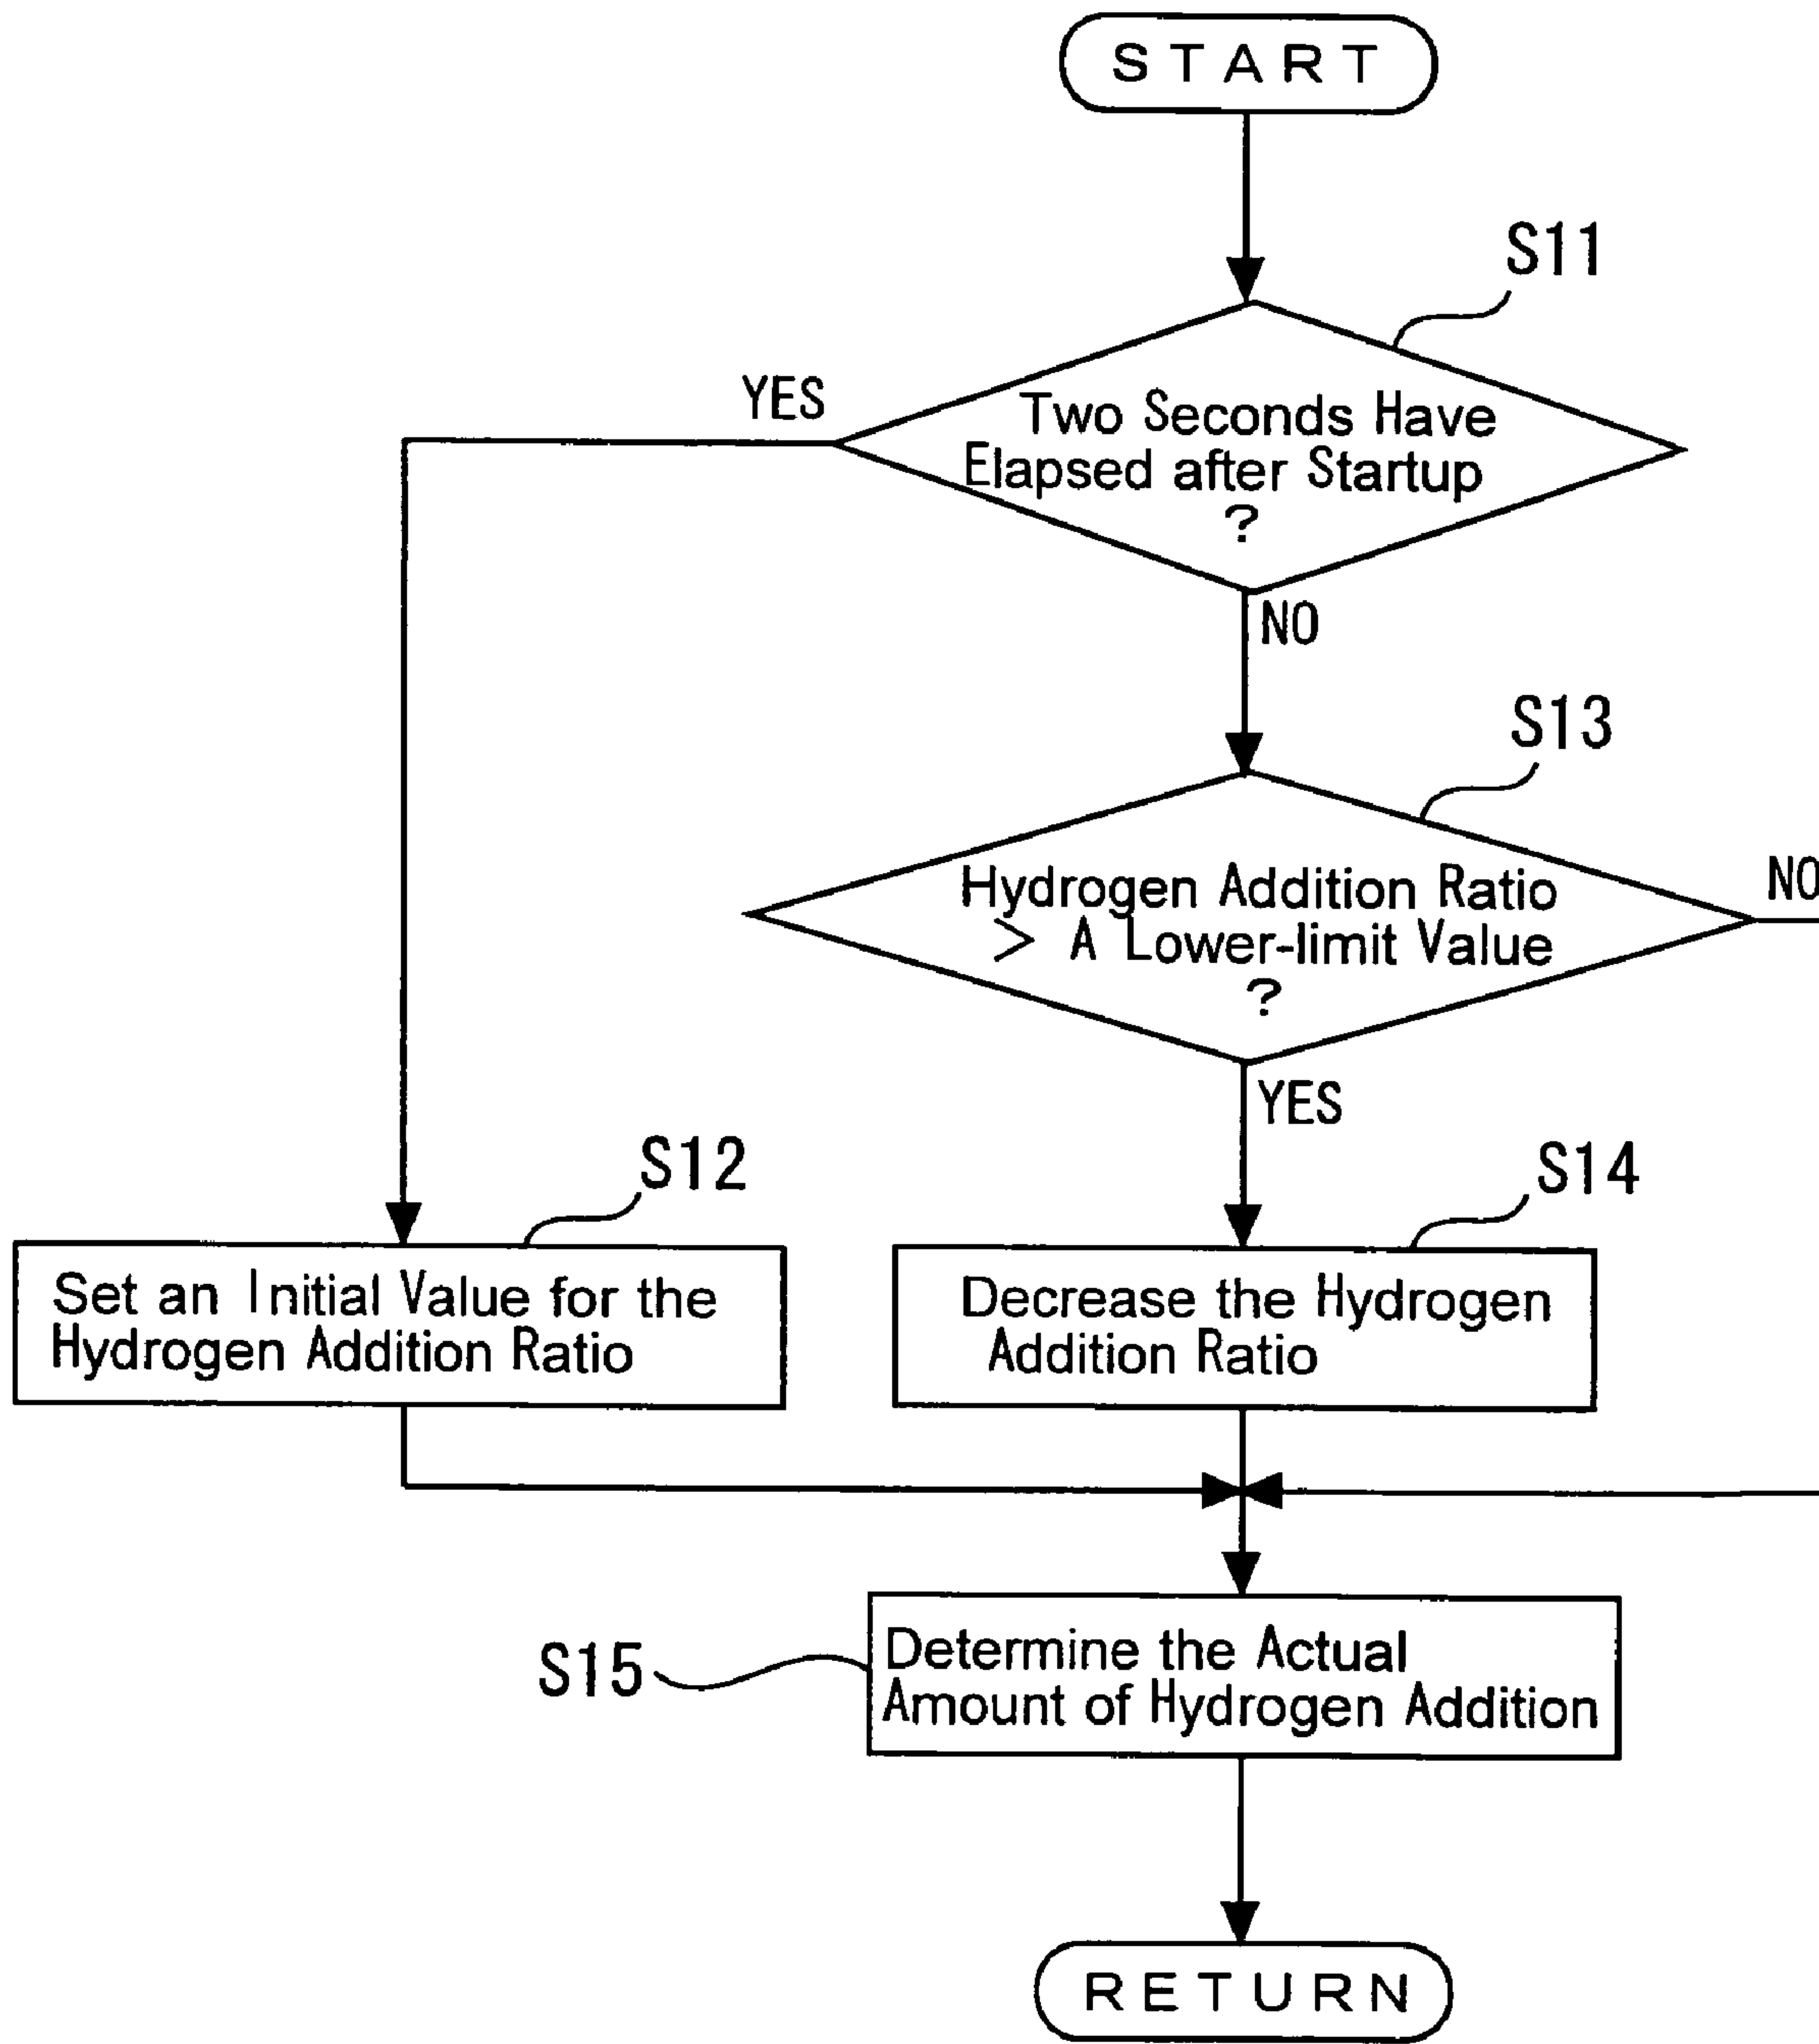 START
S11
YES
Two Seconds Have
Elapsed after Startup
?
NO
S13
Hydrogen Addition Ratio
> A Lower-limit Value
?
NO
YES
S12
S14
Set an Initial Value for the
Hydrogen Addition Ratio
Decrease the Hydrogen
Addition Ratio
S15
Determine the Actual
Amount of Hydrogen Addition
RETURN